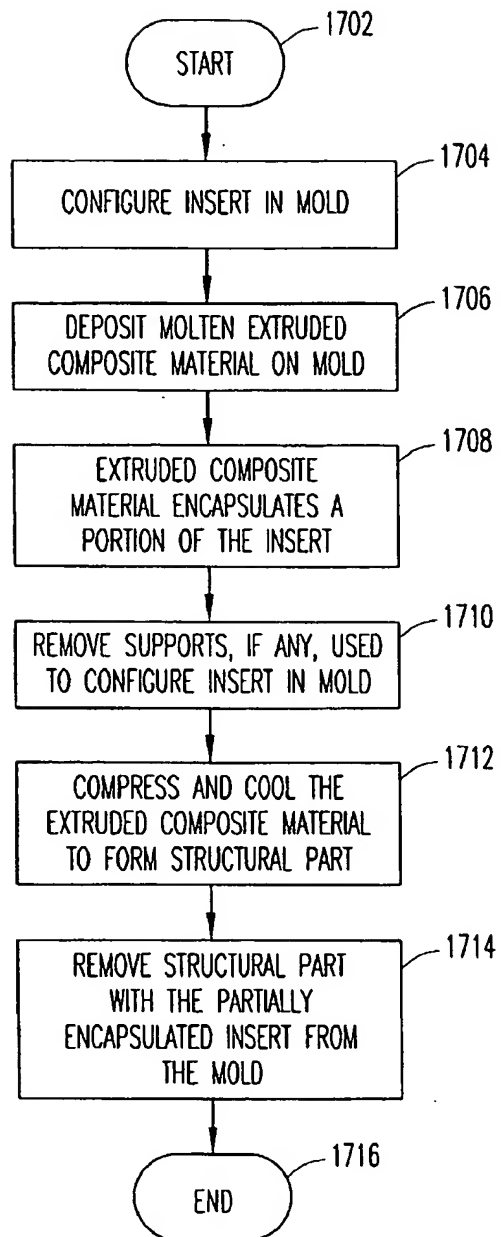 1702
START
1704
CONFIGURE INSERT IN MOLD
1706
DEPOSIT MOLTEN EXTRUDED
COMPOSITE MATERIAL ON MOLD
1708
EXTRUDED COMPOSITE
MATERIAL ENCAPSULATES A
PORTION OF THE INSERT
1710
REMOVE SUPPORTS, IF ANY, USED
TO CONFIGURE INSERT IN MOLD
1712
COMPRESS AND COOL THE
EXTRUDED COMPOSITE MATERIAL
TO FORM STRUCTURAL PART
1714
REMOVE STRUCTURAL PART
WITH THE PARTIALLY
ENCAPSULATED INSERT FROM
THE MOLD
1716
END